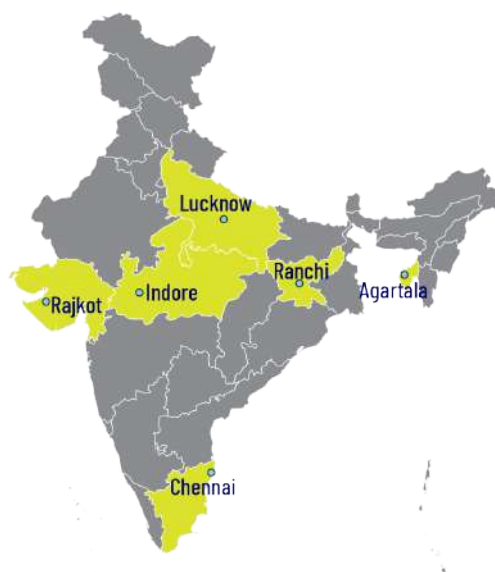 Lucknow
Ranchi
Agartala
Indore
Rajkot
Chennai